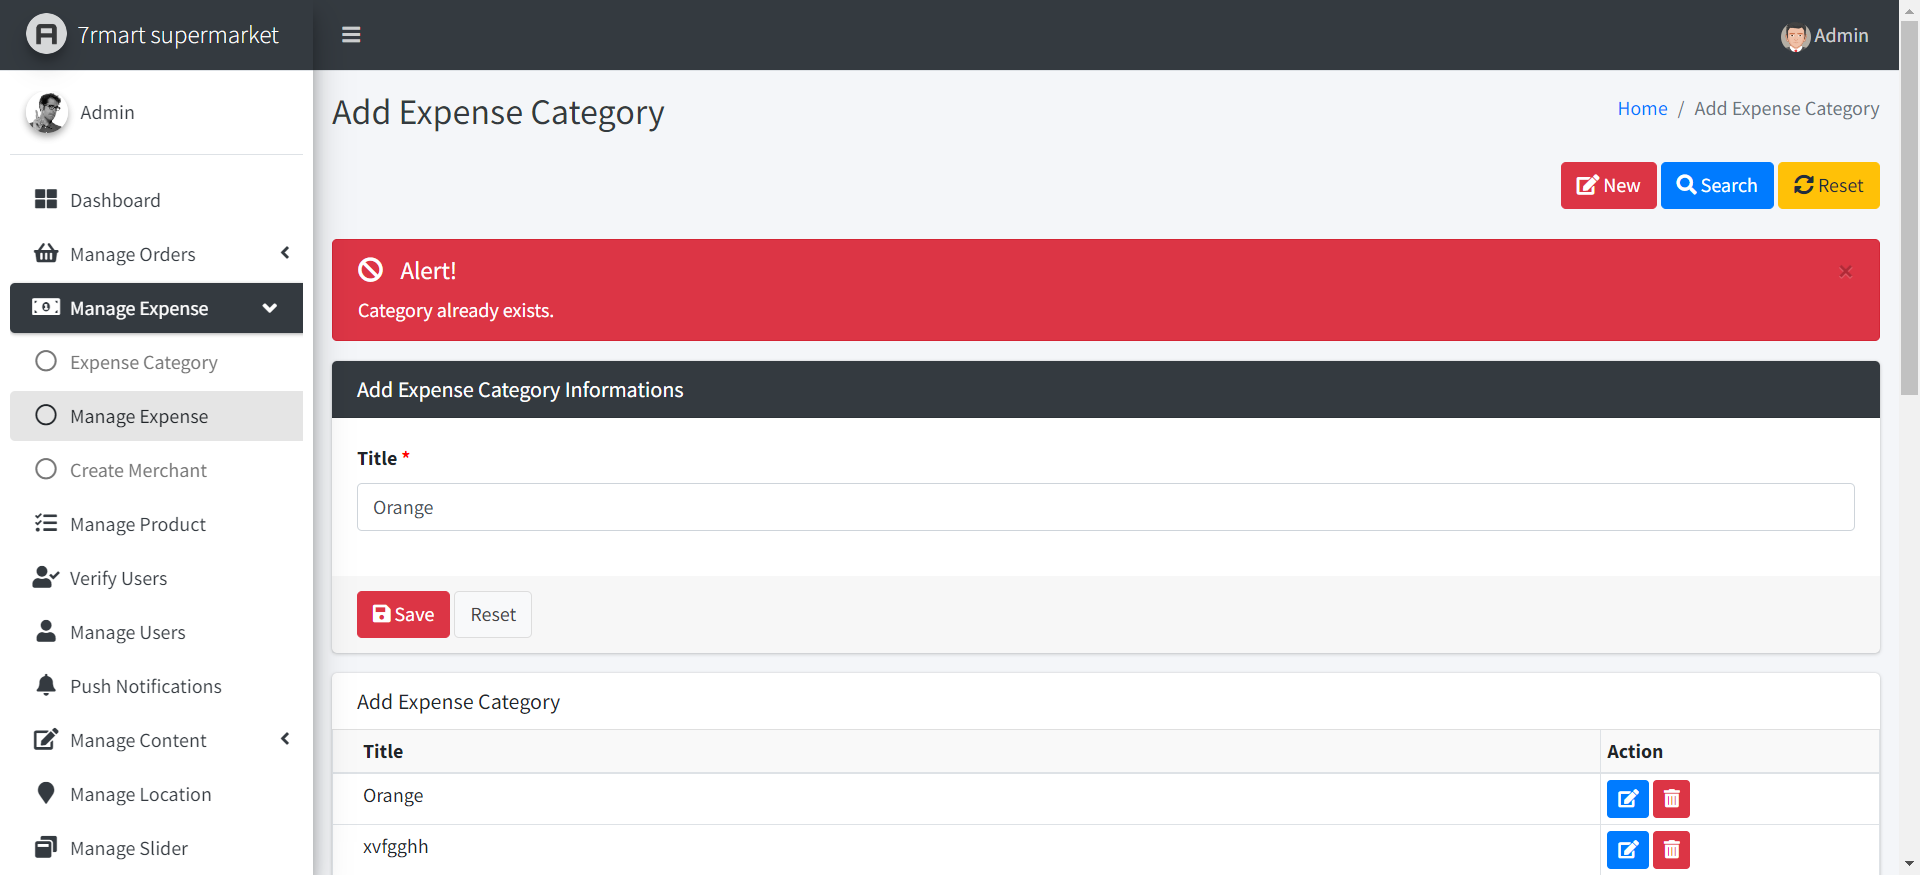 7rmart supermarket
Admin
Admin
Dashboard
Manage Orders
Manage Expense
Expense Category
Manage Expense
Create Merchant
Manage Product
Verify Users
Manage Users
Push Notifications
Manage Content
Manage Location
Manage Slider
Add Expense Category
Home / Add Expense Category
New Search Reset
Alert!
×
Category already exists.
Add Expense Category Informations
Title *
Orange
Save Reset
Add Expense Category
Title Action
Orange
xvfgghh